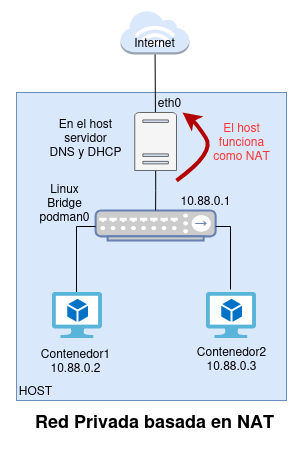 Internet
eth0
En el host
servidor
DNS y DHCP
El host
funciona
como NAT
Linux
Bridge
podman0
10.88.0.1
Contenedor1
10.88.0.2
Contenedor2
10.88.0.3
HOST
Red Privada basada en NAT